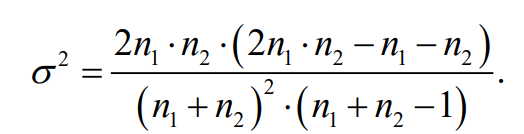 σ² = 2n₁ · n₂ · (2n₁ · n₂ − n₁ − n₂) / (n₁ + n₂)² · (n₁ + n₂ − 1).